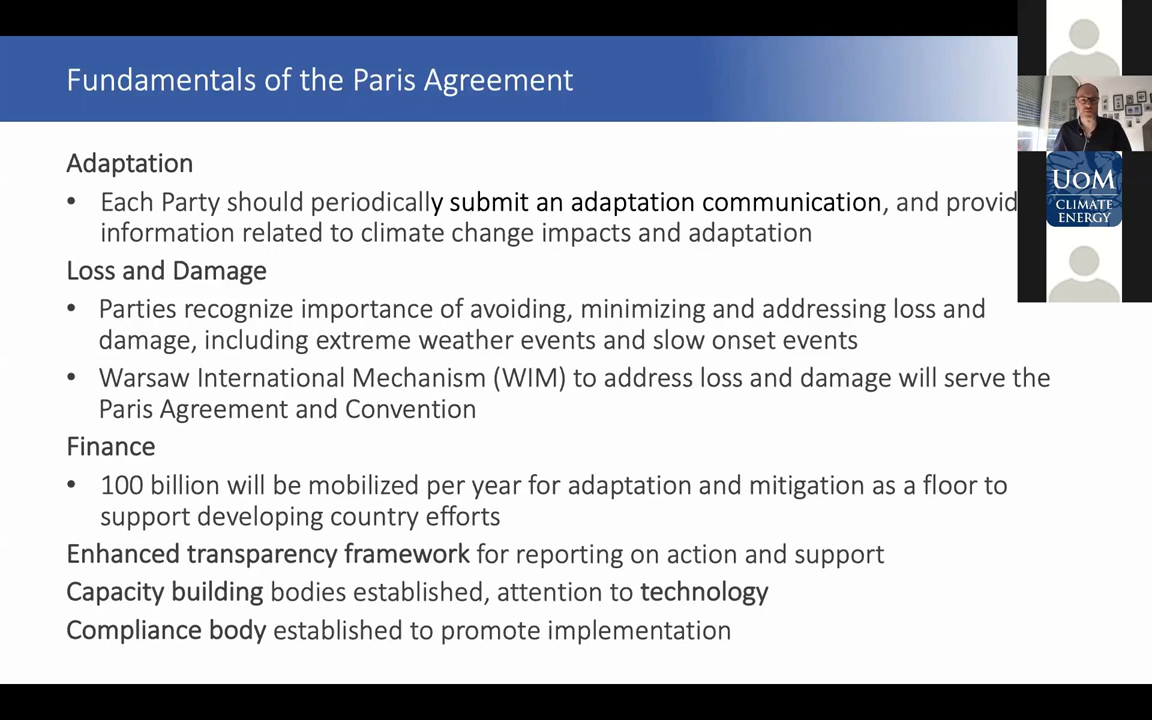 Fundamentals of the Paris Agreement
Adaptation
• Each Party should periodically submit an adaptation communication, and provid
information related to climate change impacts and adaptation
Loss and Damage
• Parties recognize importance of avoiding, minimizing and addressing loss and
damage, including extreme weather events and slow onset events
• Warsaw International Mechanism (WIM) to address loss and damage will serve the
Paris Agreement and Convention
Finance
• 100 billion will be mobilized per year for adaptation and mitigation as a floor to
support developing country efforts
Enhanced transparency framework for reporting on action and support
Capacity building bodies established, attention to technology
Compliance body established to promote implementation
UOM
CLIMATE
ENERGY